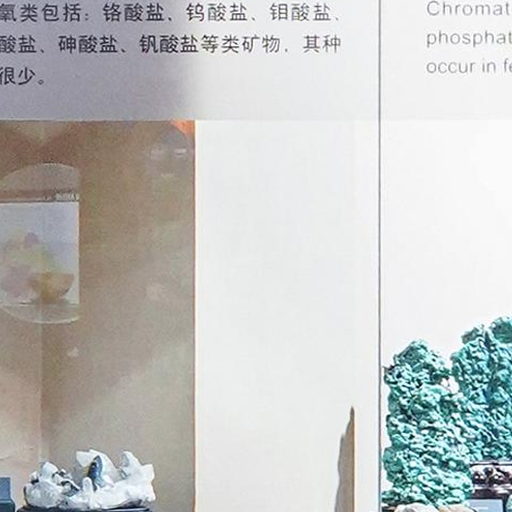 氧类包括：铬酸盐、钨酸盐、钼酸盐、
酸盐、砷酸盐、钒酸盐等类矿物，其种
很少。
Chromat
phosphat
occur in fe